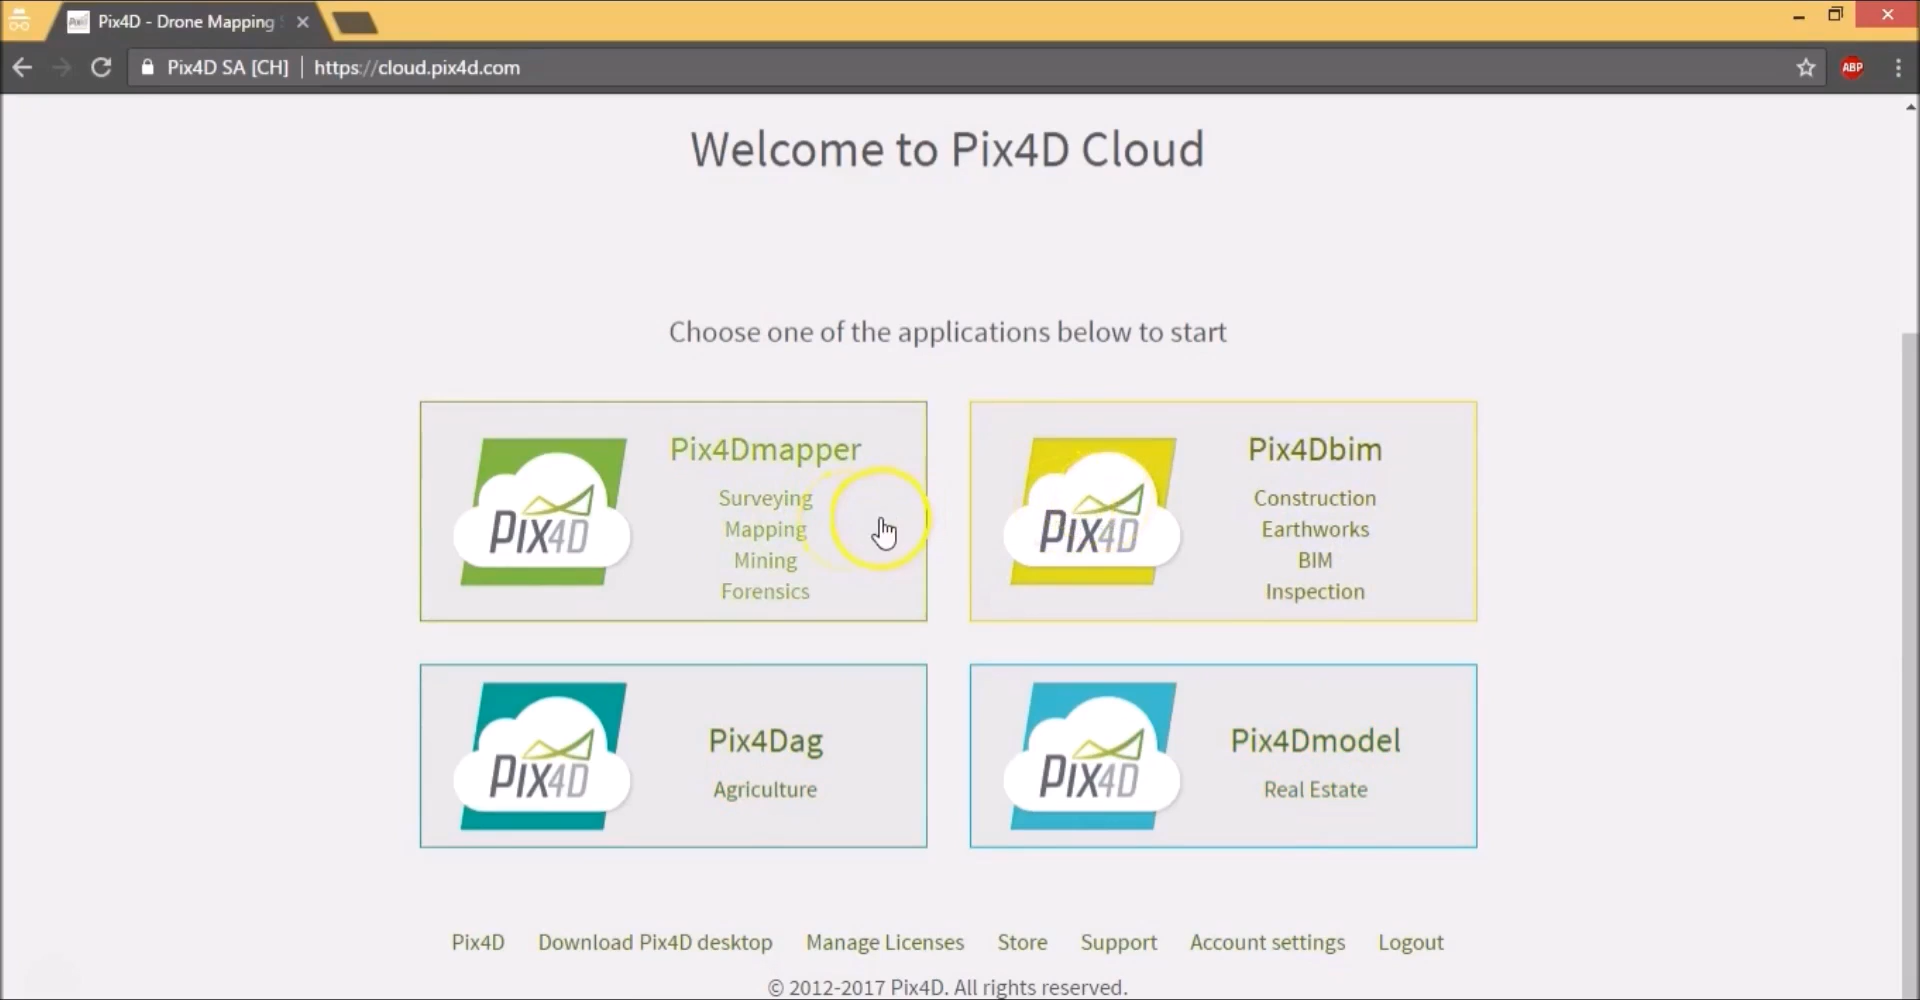 Pix4D - Drone Mapping
Pix4D SA [CH] https://cloud.pix4d.com
ABP
Welcome to Pix4D Cloud
Choose one of the applications below to start
PIX4D
Pix4Dmapper
Surveying
Mapping
Mining
Forensics
PIX4D
Pix4Dbim
Construction
Earthworks
BIM
Inspection
PIX4D
Pix4Dag
Agriculture
PIX4D
Pix4Dmodel
Real Estate
Pix4D Download Pix4D desktop Manage Licenses Store Support Account settings Logout
© 2012-2017 Pix4D. All rights reserved.